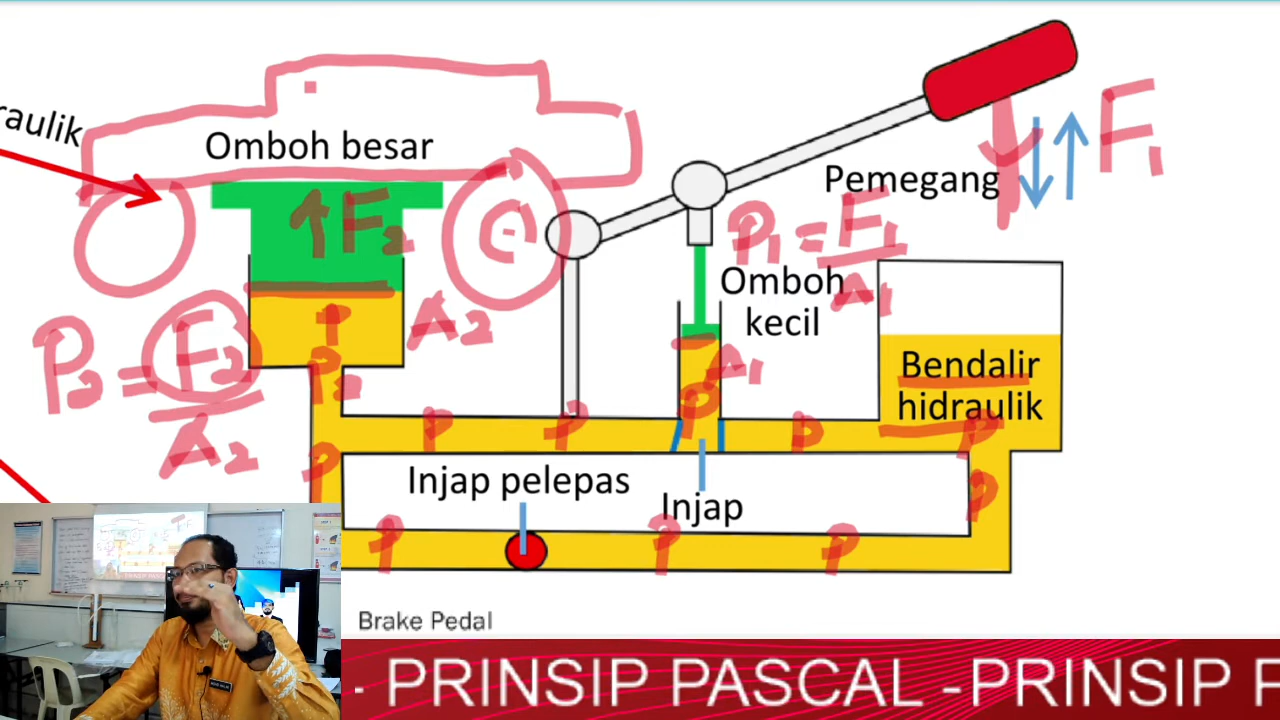 raulik
Omboh besar
Pemegang
F1
F2
P1 = F1
A1
Omboh
kecil
A2
P2 = F2
A2
P
P2
A1
P
Bendalir
hidraulik
P P P P
P
P
Injap pelepas
Injap
P P P
Brake Pedal
- PRINSIP PASCAL -PRINSIP P